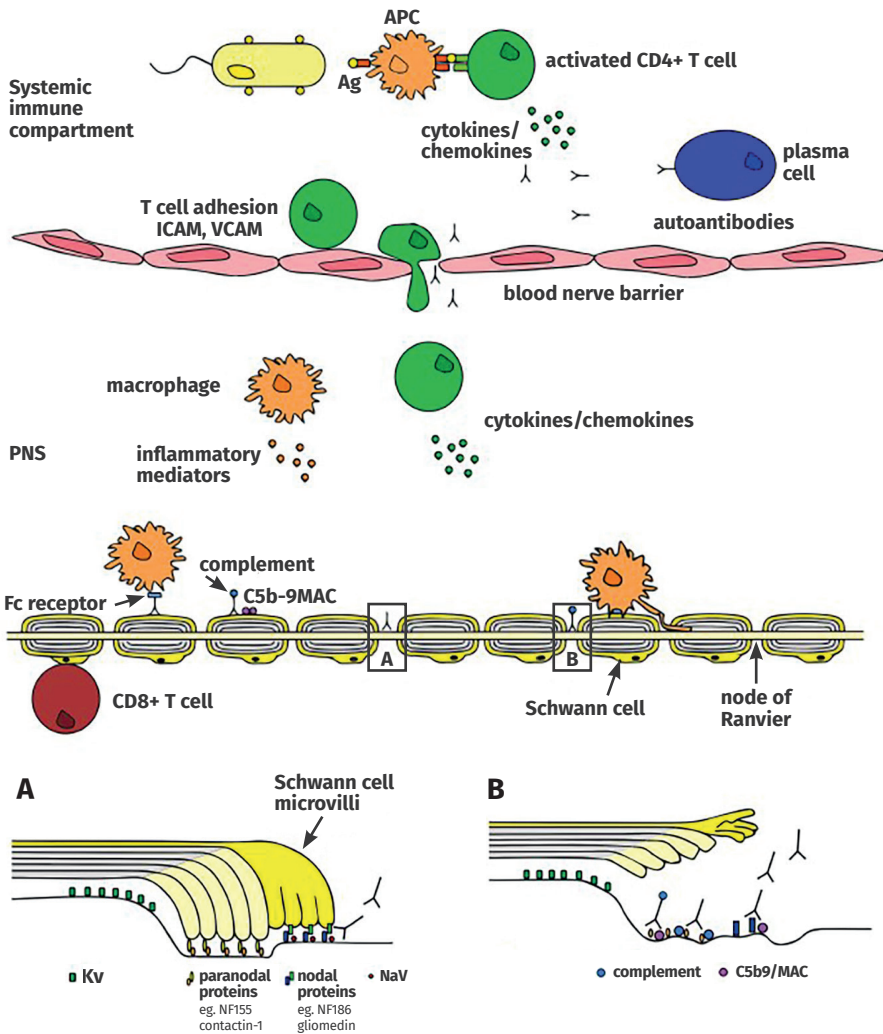 APC
Systemic
immune
compartment
Ag
activated CD4+ T cell
cytokines/
chemokines
plasma
cell
T cell adhesion
ICAM, VCAM
autoantibodies
blood nerve barrier
macrophage
cytokines/chemokines
PNS
inflammatory
mediators
complement
Fc receptor
C5b-9MAC
A
B
CD8+ T cell
Schwann cell
node of
Ranvier
A
Schwann cell
microvilli
Kv
paranodal
proteins
eg. NF155
contactin-1
nodal
proteins
eg. NF186
gliomedin
NaV
B
complement
C5b9/MAC